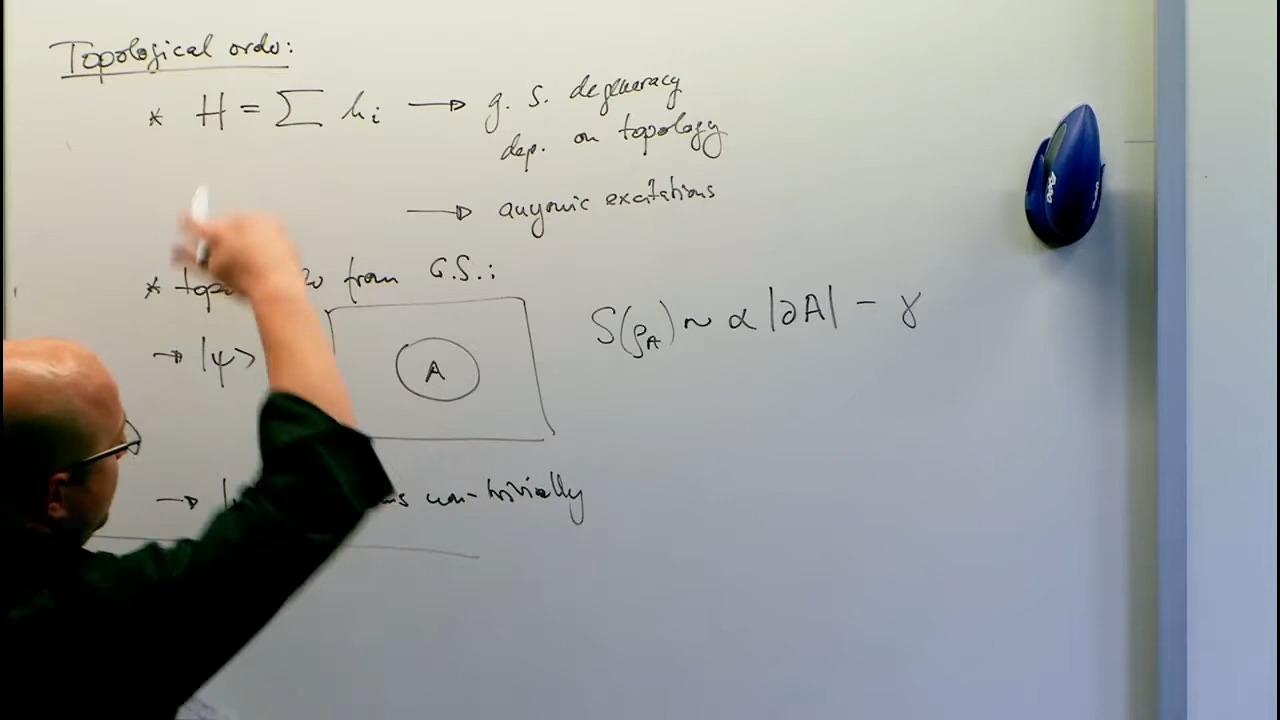 Topological order:
* H = Σ hi → g. s. degeneracy
dep. on topology
→ anyonic excitations
* from G.S.:
→ |ψ>
A
S(ρA) ~ α |∂A| - γ
→ non-trivially